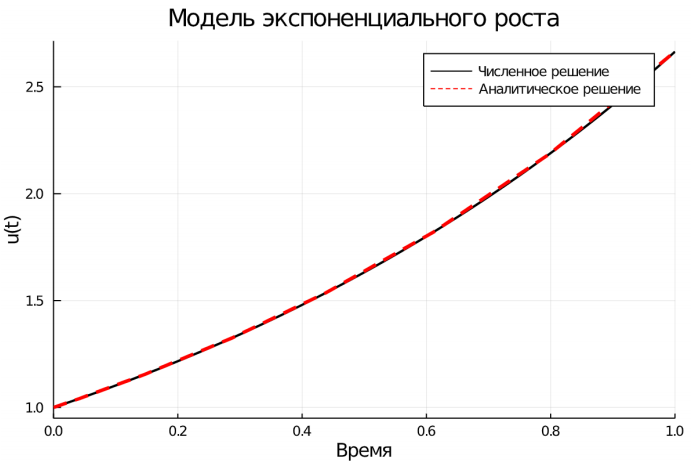 Модель экспоненциального роста
Численное решение
Аналитическое решение
2.5
2.0
1.5
1.0
u(t)
0.0 0.2 0.4 0.6 0.8 1.0
Время